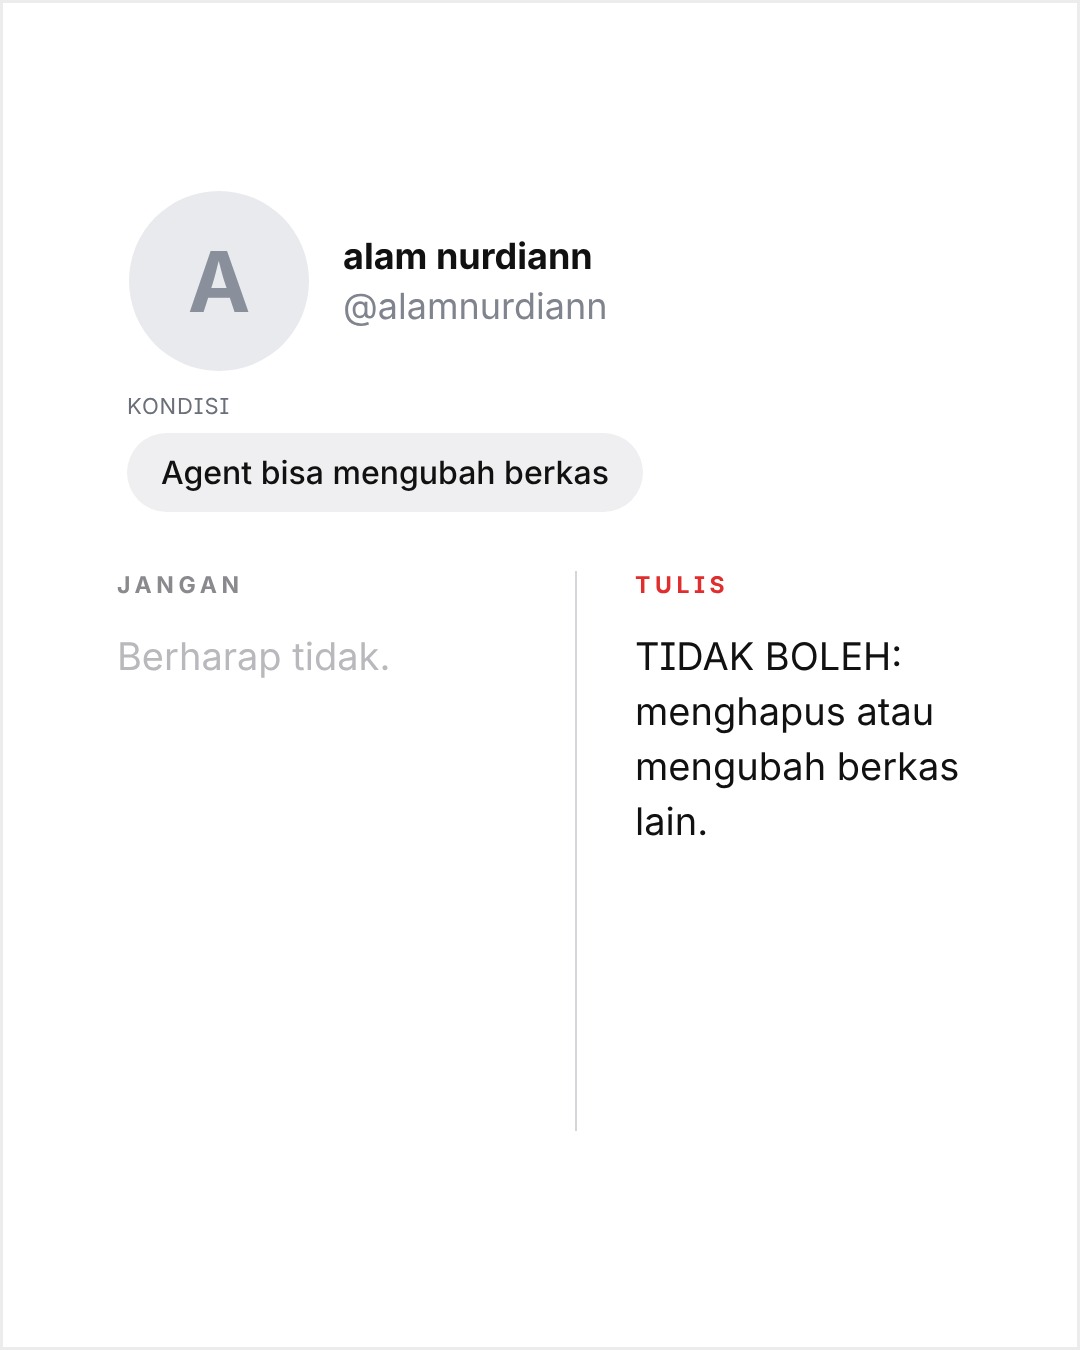 A
alam nurdiann
@alamnurdiann
KONDISI
Agent bisa mengubah berkas
JANGAN
Berharap tidak.
TULIS
TIDAK BOLEH:
menghapus atau
mengubah berkas
lain.